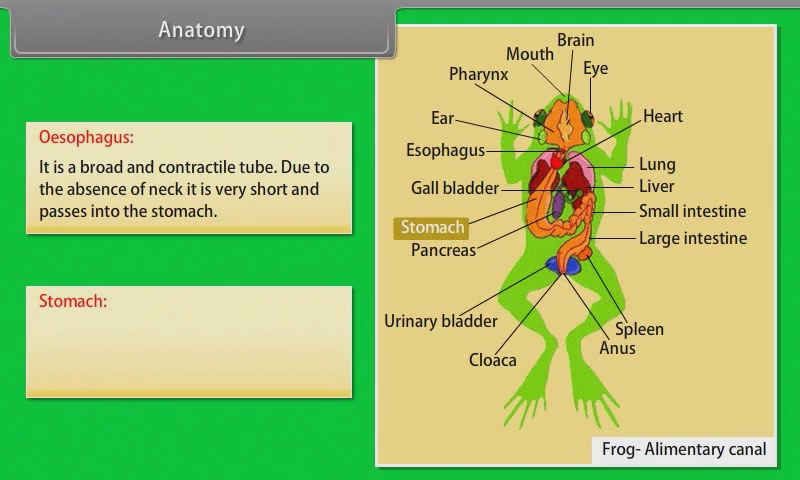 Anatomy
Oesophagus:
It is a broad and contractile tube. Due to
the absence of neck it is very short and
passes into the stomach.
Stomach:
Brain
Mouth
Eye
Pharynx
Ear
Heart
Esophagus
Lung
Gall bladder
Liver
Small intestine
Stomach
Large intestine
Pancreas
Urinary bladder
Spleen
Anus
Cloaca
Frog- Alimentary canal